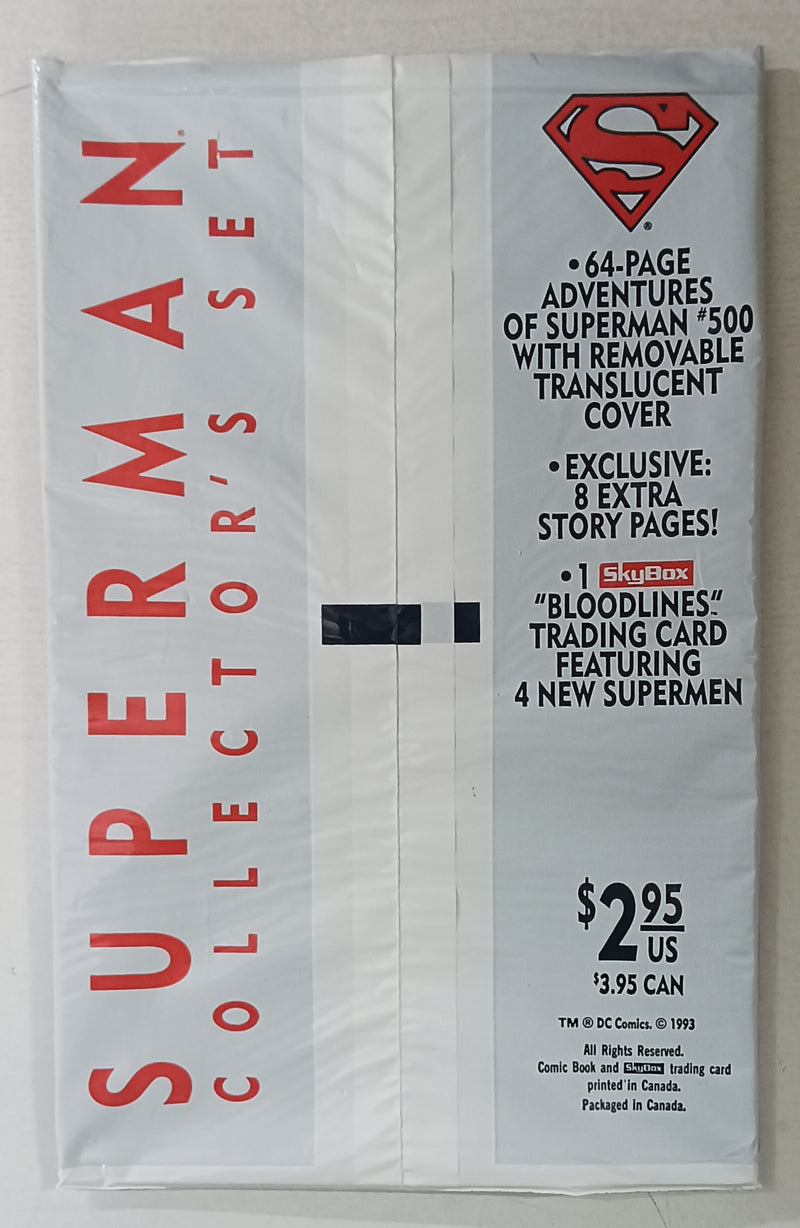 SUPERMAN®
COLLECTOR'S SET
S
®
•64-PAGE
ADVENTURES
OF SUPERMAN #500
WITH REMOVABLE
TRANSLUCENT
COVER
•EXCLUSIVE:
8 EXTRA
STORY PAGES!
•1 SkyBox
"BLOODLINES"™
TRADING CARD
FEATURING
4 NEW SUPERMEN
$2.95
US
$3.95 CAN
TM ® DC Comics. © 1993
All Rights Reserved.
Comic Book and SkyBox trading card
printed in Canada.
Packaged in Canada.